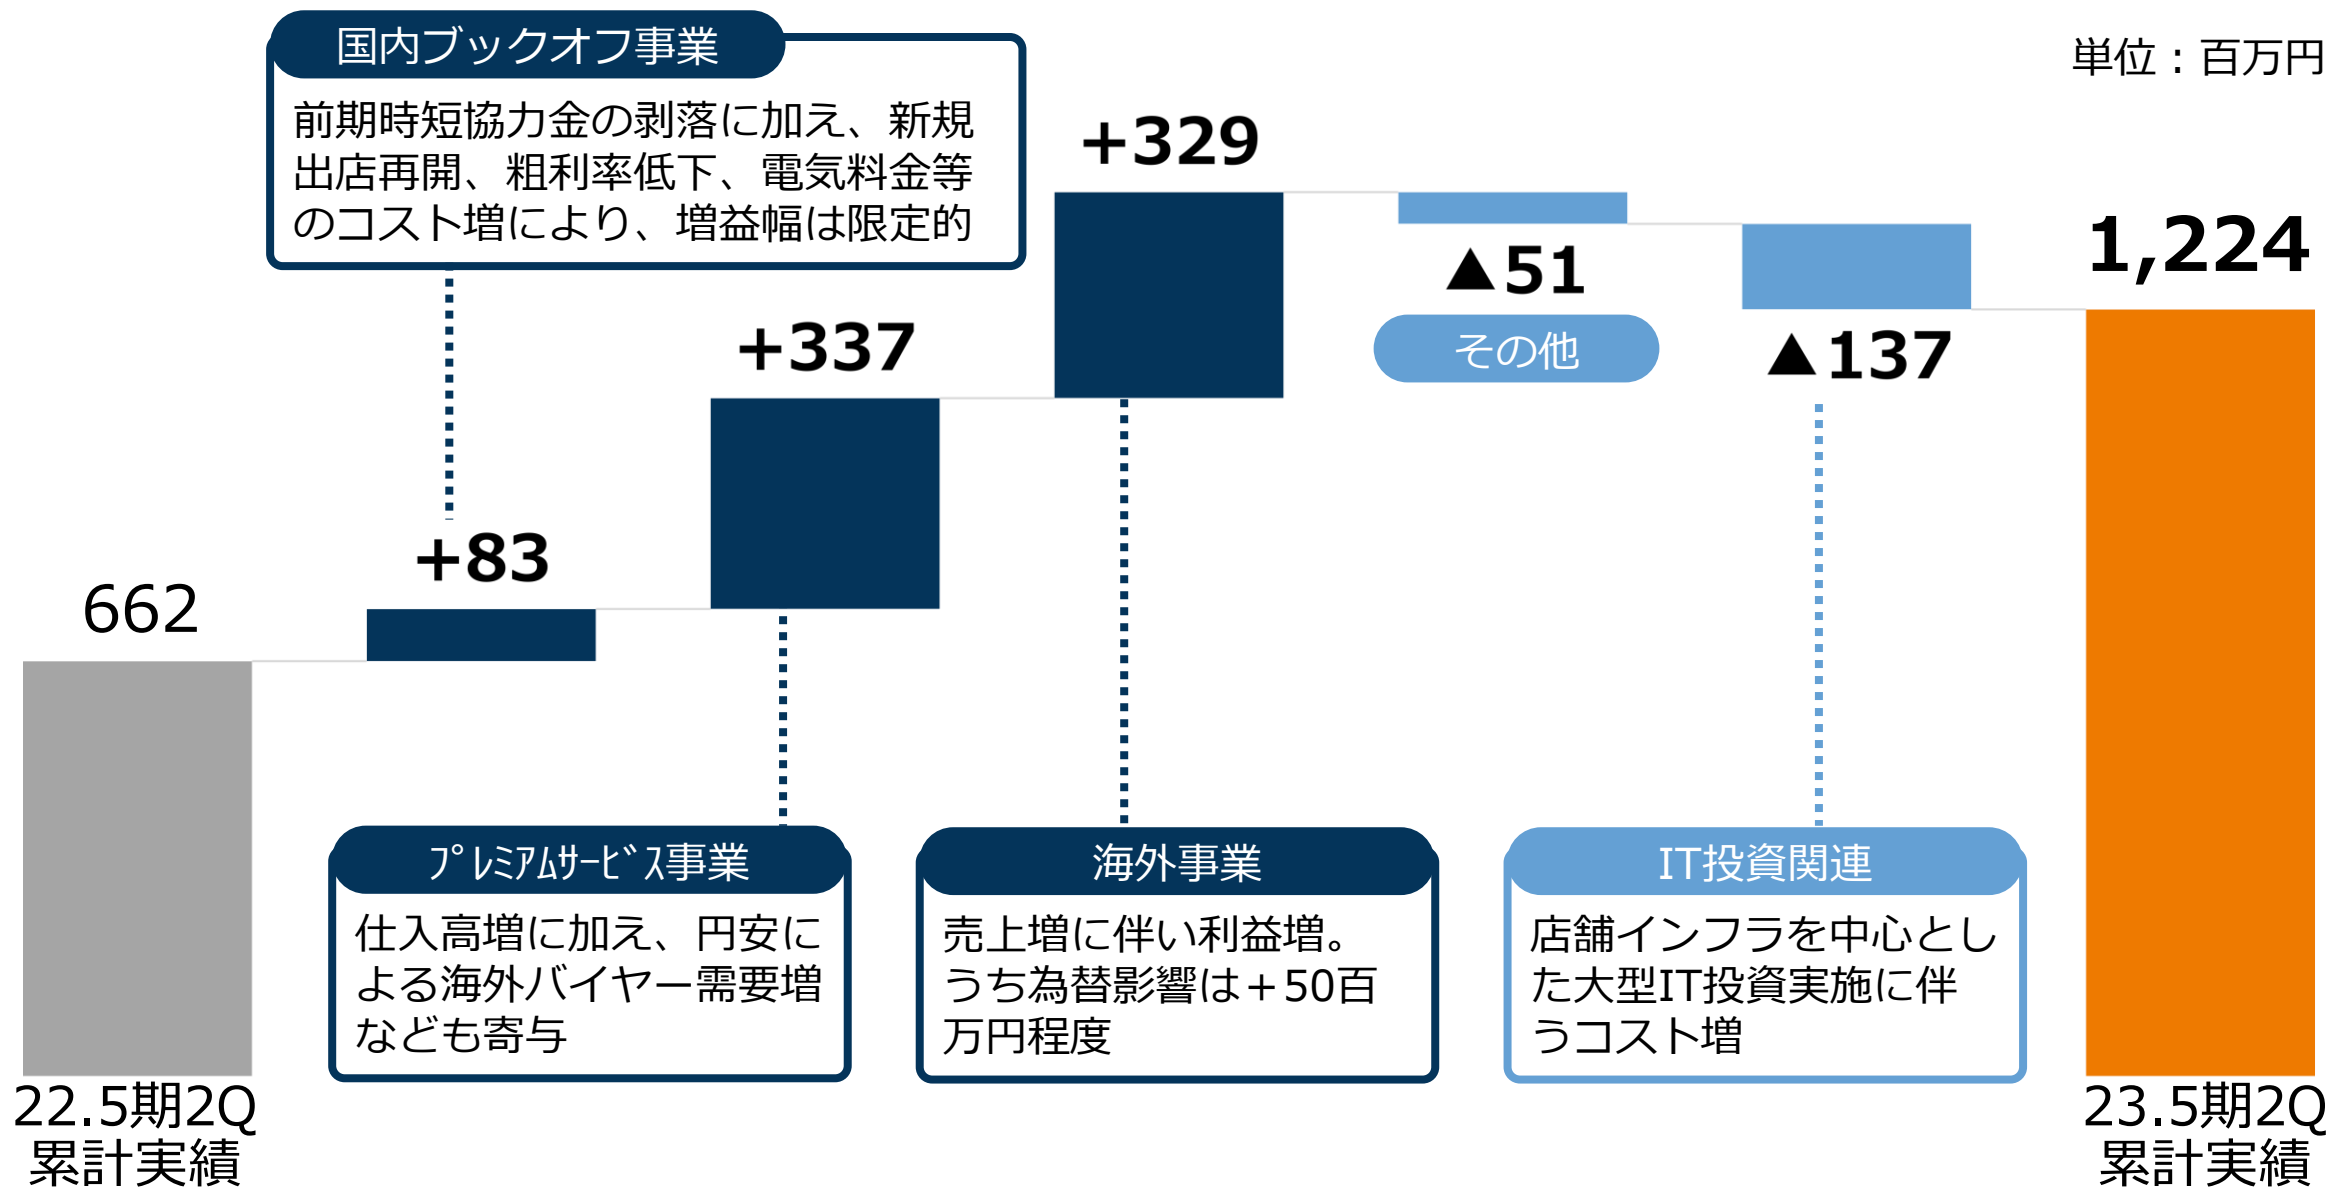 国内ブックオフ事業
前期時短協力金の剥落に加え、新規
出店再開、粗利率低下、電気料金等
のコスト増により、増益幅は限定的
単位：百万円
+329
1,224
▲51
その他
▲137
+337
+83
662
ﾌﾟﾚﾐｱﾑｻｰﾋﾞｽ事業
仕入高増に加え、円安に
よる海外バイヤー需要増
なども寄与
海外事業
売上増に伴い利益増。
うち為替影響は＋50百
万円程度
IT投資関連
店舗インフラを中心とし
た大型IT投資実施に伴
うコスト増
22.5期2Q
累計実績
23.5期2Q
累計実績